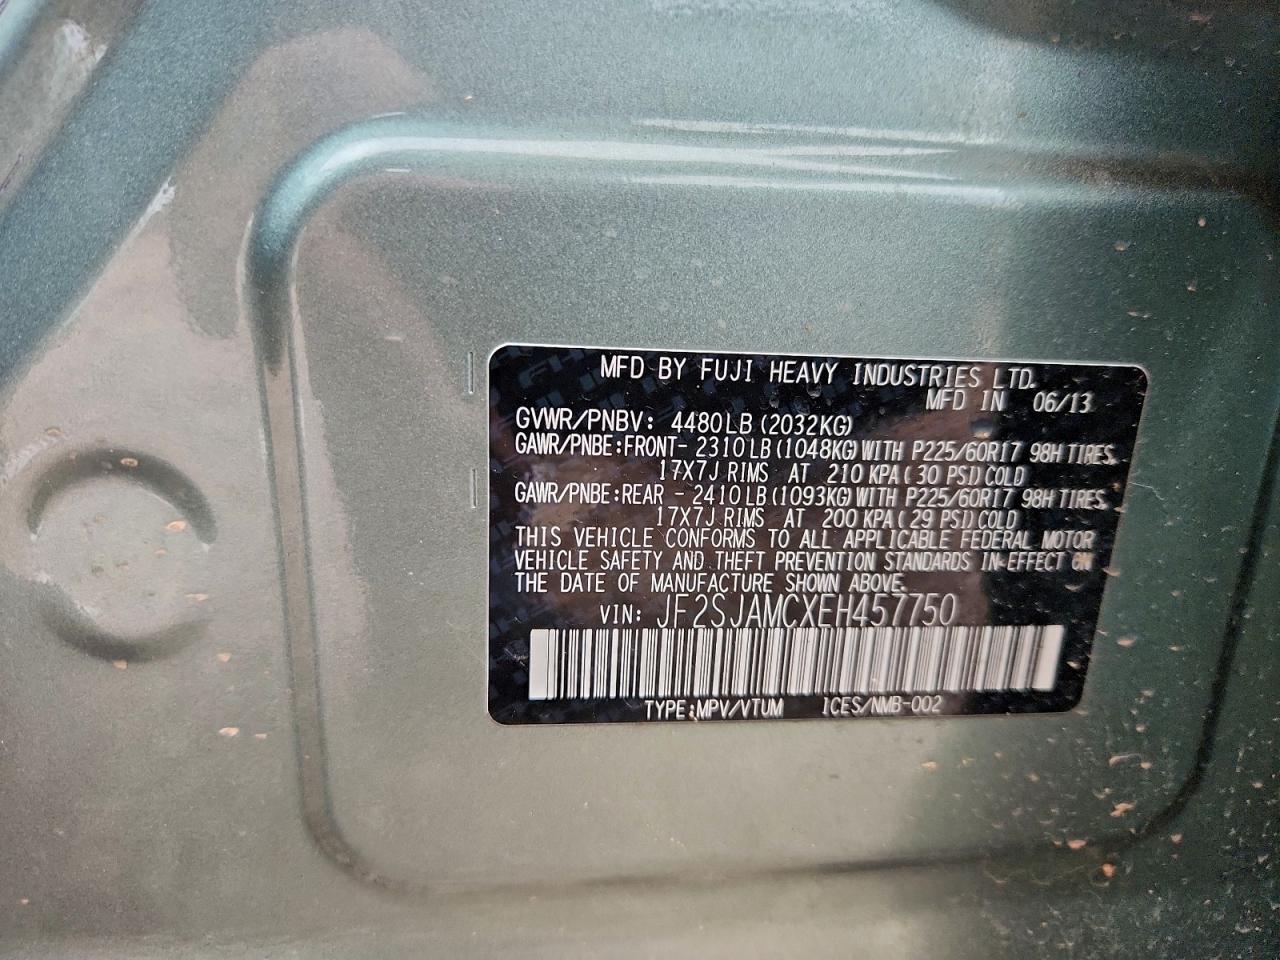 MFD BY FUJI HEAVY INDUSTRIES LTD.
MFD IN 06/13
GVWR/PNBV: 4480LB(2032KG)
GAWR/PNBE:FRONT-2310LB(1048KG)WITH P225/60R17 98H TIRES.
17X7J RIMS AT 210 KPA(30 PSI)COLD
GAWR/PNBE:REAR -2410LB(1093KG)WITH P225/60R17 98H TIRES.
17X7J RIMS AT 200 KPA(29 PSI)COLD
THIS VEHICLE CONFORMS TO ALL APPLICABLE FEDERAL MOTOR
VEHICLE SAFETY AND THEFT PREVENTION STANDARDS IN EFFECT ON
THE DATE OF MANUFACTURE SHOWN ABOVE.
VIN: JF2SJAMCXEH457750
TYPE:MPV/VTUM ICES/NMB-002